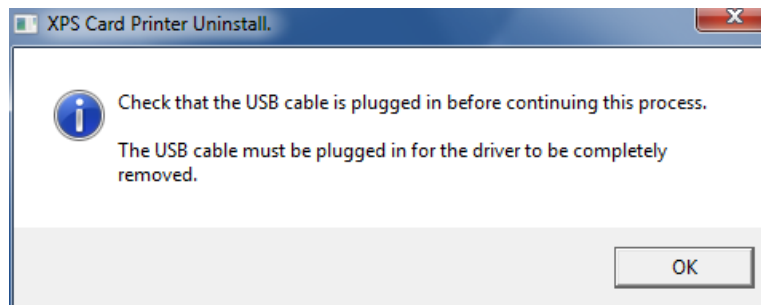 XPS Card Printer Uninstall.
Check that the USB cable is plugged in before continuing this process.
The USB cable must be plugged in for the driver to be completely
removed.
OK